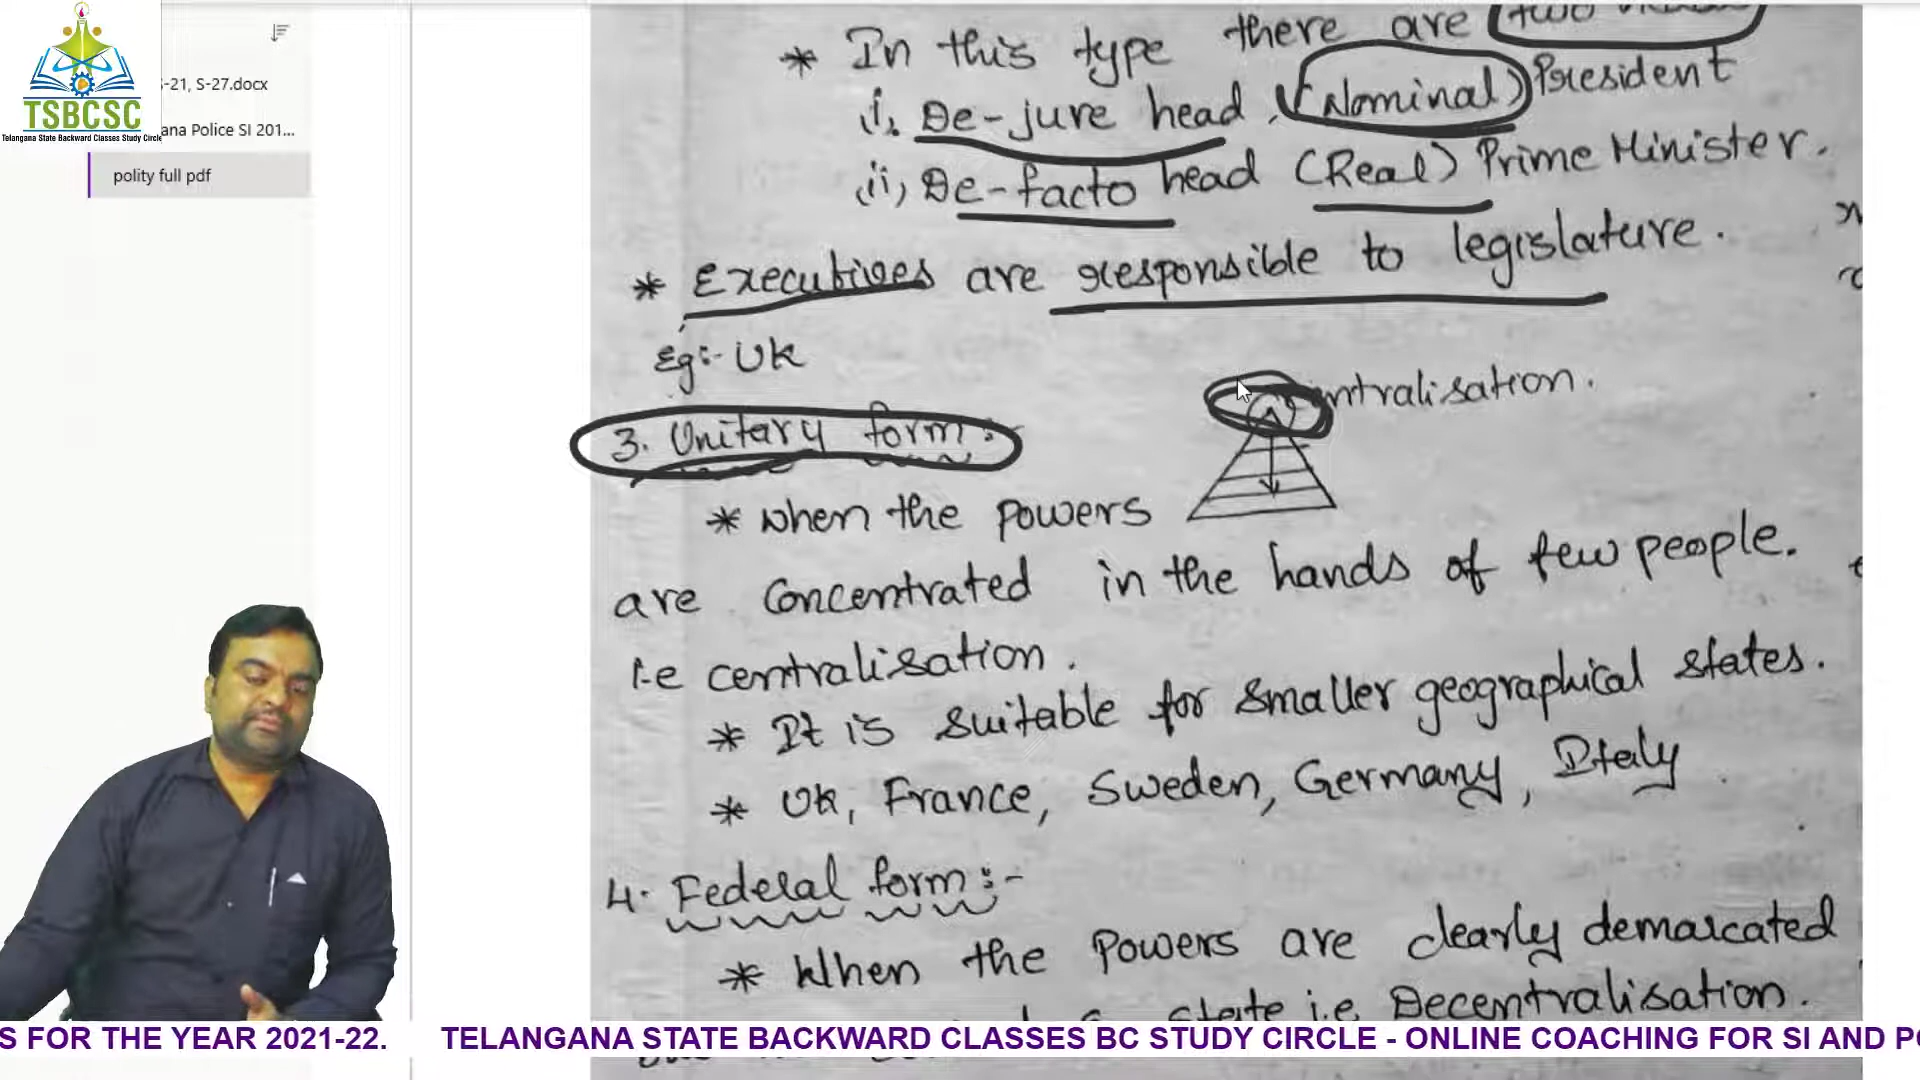 TSBCSC
Telangana State Backward Classes Study Circle
-21, S-27.docx
ana Police SI 201...
polity full pdf
* In this type there are two
i. De-jure head (Nominal) President
ii) De-facto head (Real) Prime Minister.
* Executives are responsible to legislature.
Eg:- UK
3. Unitary form:
entralisation.
* when the powers
are concentrated in the hands of few people.
i.e centralisation.
* It is suitable for smaller geographical states.
* UK, France, Sweden, Germany, Italy
4. Federal form:-
* When the powers are clearly demarcated
state i.e Decentralisation.
S FOR THE YEAR 2021-22. TELANGANA STATE BACKWARD CLASSES BC STUDY CIRCLE - ONLINE COACHING FOR SI AND P